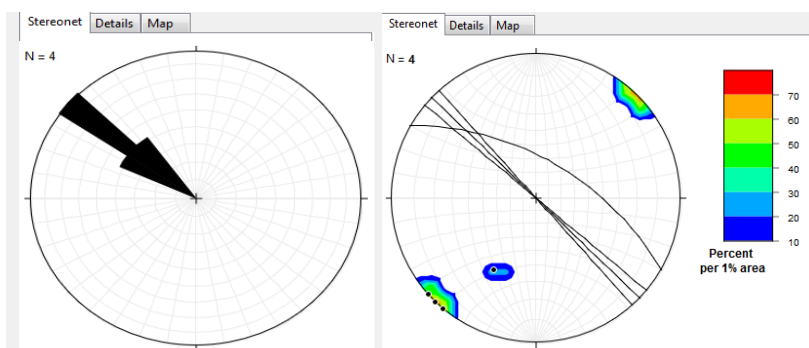 Stereonet Details Map
N = 4
Stereonet Details Map
N = 4
70
60
50
40
30
20
10
Percent
per 1% area